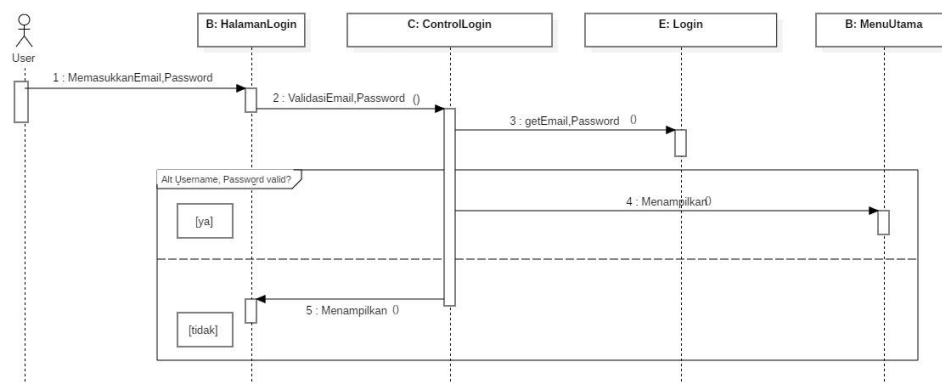 B: HalamanLogin
C: ControlLogin
E: Login
B: MenuUtama
User
1 : MemasukkanEmail,Password
2 : ValidasiEmail,Password ()
3 : getEmail,Password ()
Alt Username, Password valid?
4 : Menampilkan()
[ya]
5 : Menampilkan ()
[tidak]